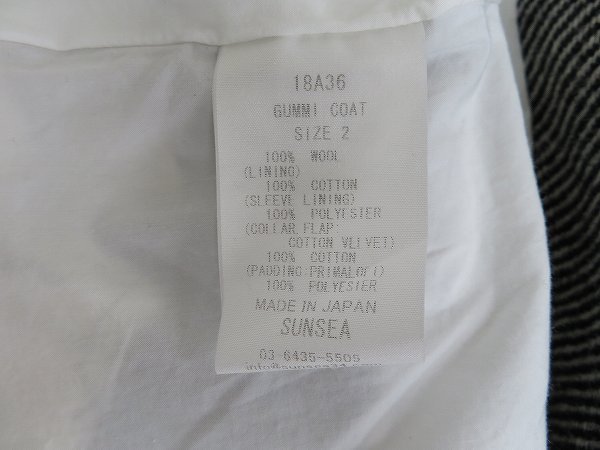 18A36
GUMMI COAT
SIZE 2
100% WOOL
(LINING)
100% COTTON
(SLEEVE LINING)
100% POLYESTER
(COLLAR FLAP:
COTTON VLIVET)
100% COTTON
(PADDING:PRIMALOFT)
100% POLYESTER
MADE IN JAPAN
SUNSEA
03-6435-5505